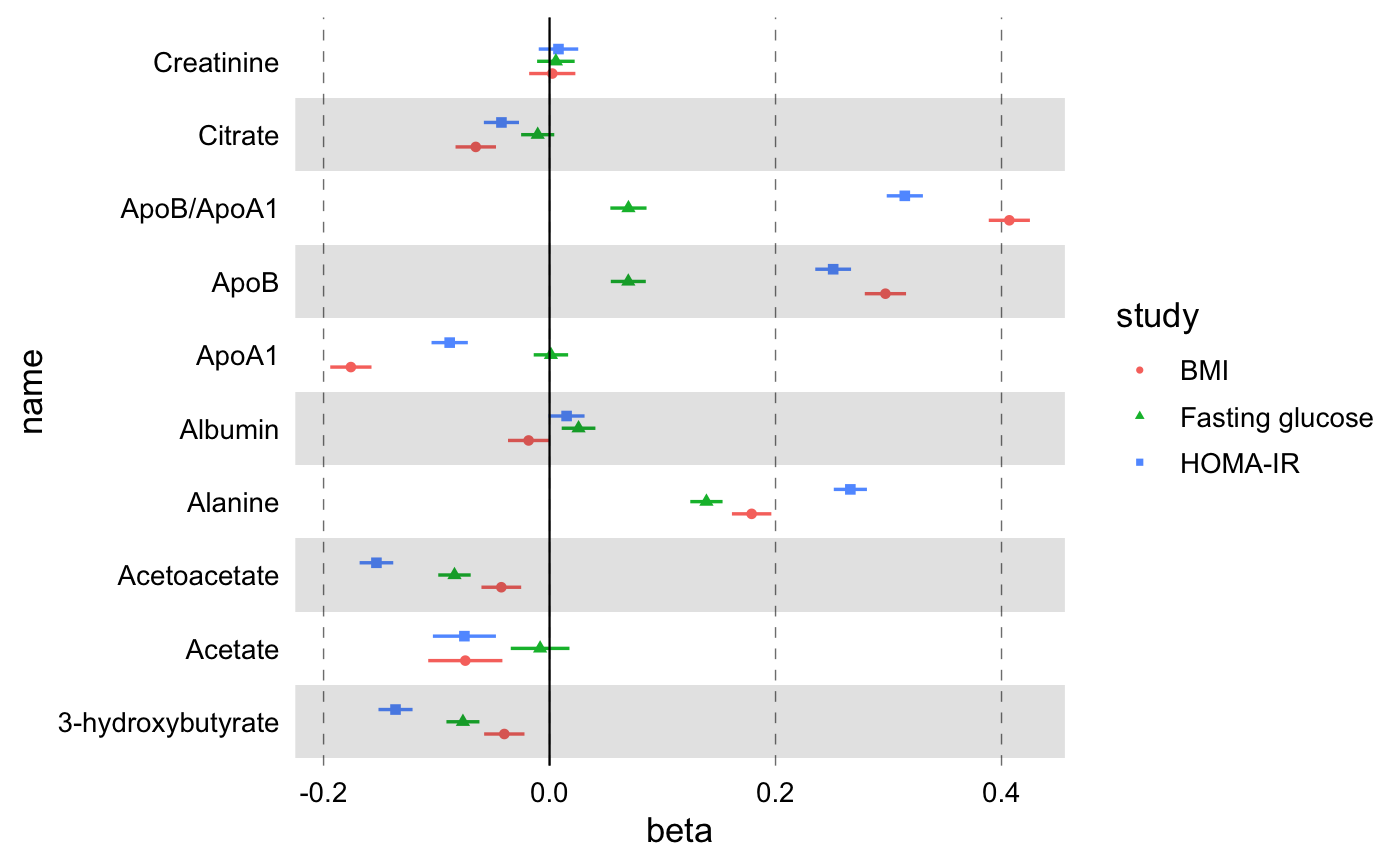 Creatinine
Citrate
ApoB/ApoA1
ApoB
ApoA1
Albumin
Alanine
Acetoacetate
Acetate
3-hydroxybutyrate
name
-0.2 0.0 0.2 0.4
beta
study
BMI
Fasting glucose
HOMA-IR